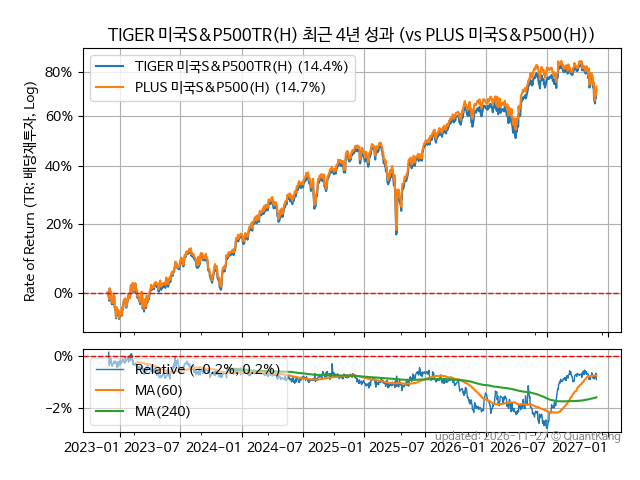 TIGER 미국S&P500TR(H) 최근 4년 성과 (vs PLUS 미국S&P500(H))
Rate of Return (TR: 배당재투자, Log)
80%
60%
40%
20%
0%
TIGER 미국S&P500TR(H) (14.4%)
PLUS 미국S&P500(H) (14.7%)
0%
−2%
Relative (−0.2%, 0.2%)
MA(60)
MA(240)
2023−01 2023−07 2024−01 2024−07 2025−01 2025−07 2026−01 2026−07 2027−01
updated: 2026−11−27 © QuantKang